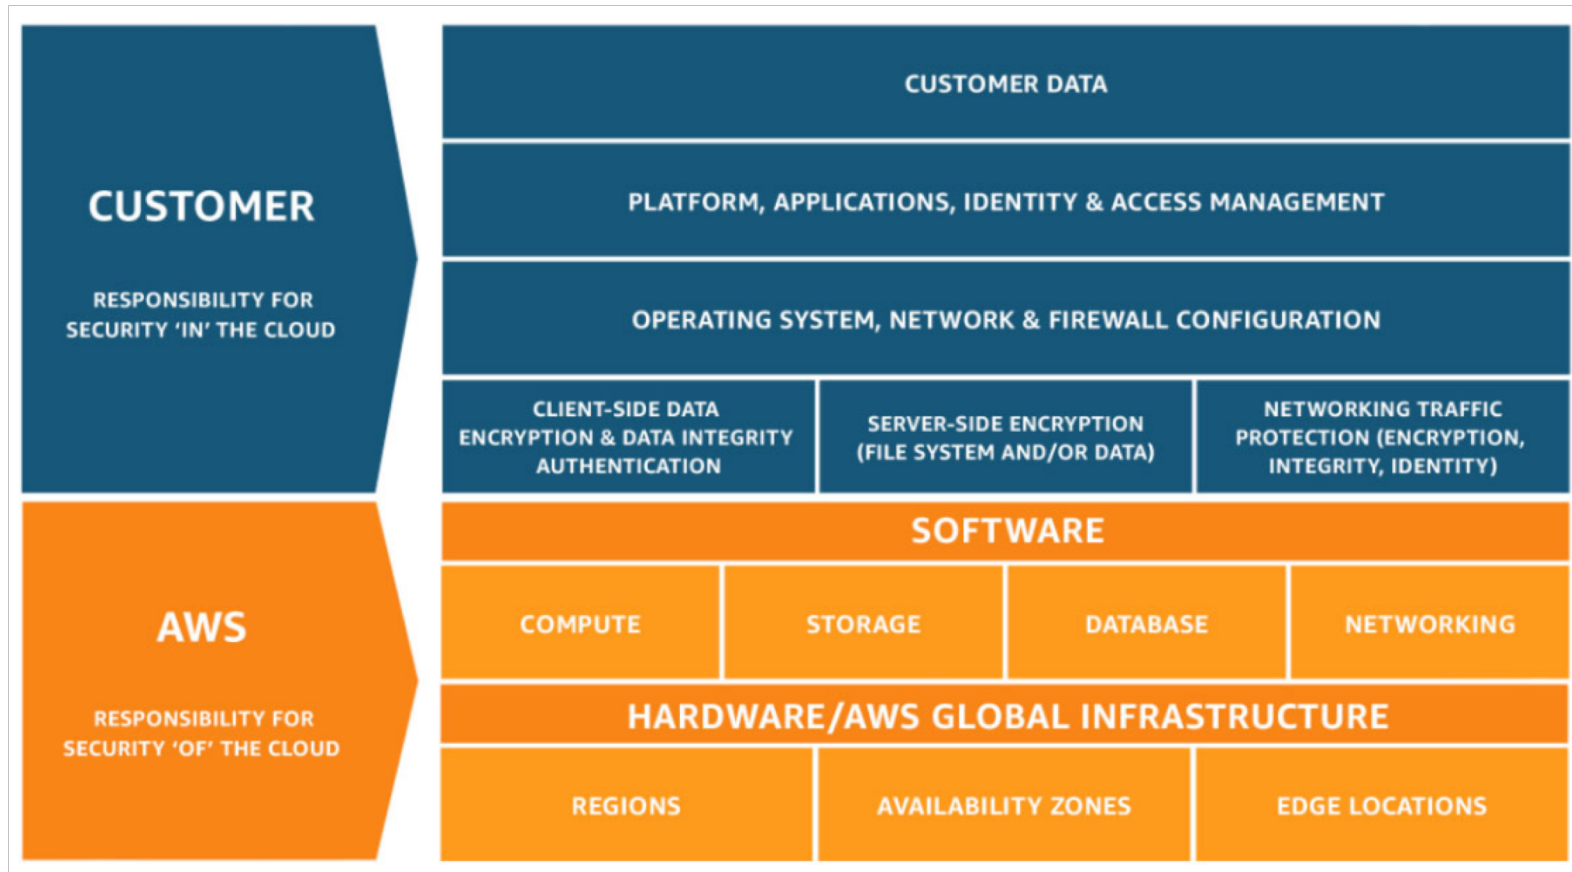 CUSTOMER
RESPONSIBILITY FOR
SECURITY ‘IN’ THE CLOUD
CUSTOMER DATA
PLATFORM, APPLICATIONS, IDENTITY & ACCESS MANAGEMENT
OPERATING SYSTEM, NETWORK & FIREWALL CONFIGURATION
CLIENT-SIDE DATA
ENCRYPTION & DATA INTEGRITY
AUTHENTICATION
SERVER-SIDE ENCRYPTION
(FILE SYSTEM AND/OR DATA)
NETWORKING TRAFFIC
PROTECTION (ENCRYPTION,
INTEGRITY, IDENTITY)
AWS
RESPONSIBILITY FOR
SECURITY ‘OF’ THE CLOUD
SOFTWARE
COMPUTE
STORAGE
DATABASE
NETWORKING
HARDWARE/AWS GLOBAL INFRASTRUCTURE
REGIONS
AVAILABILITY ZONES
EDGE LOCATIONS